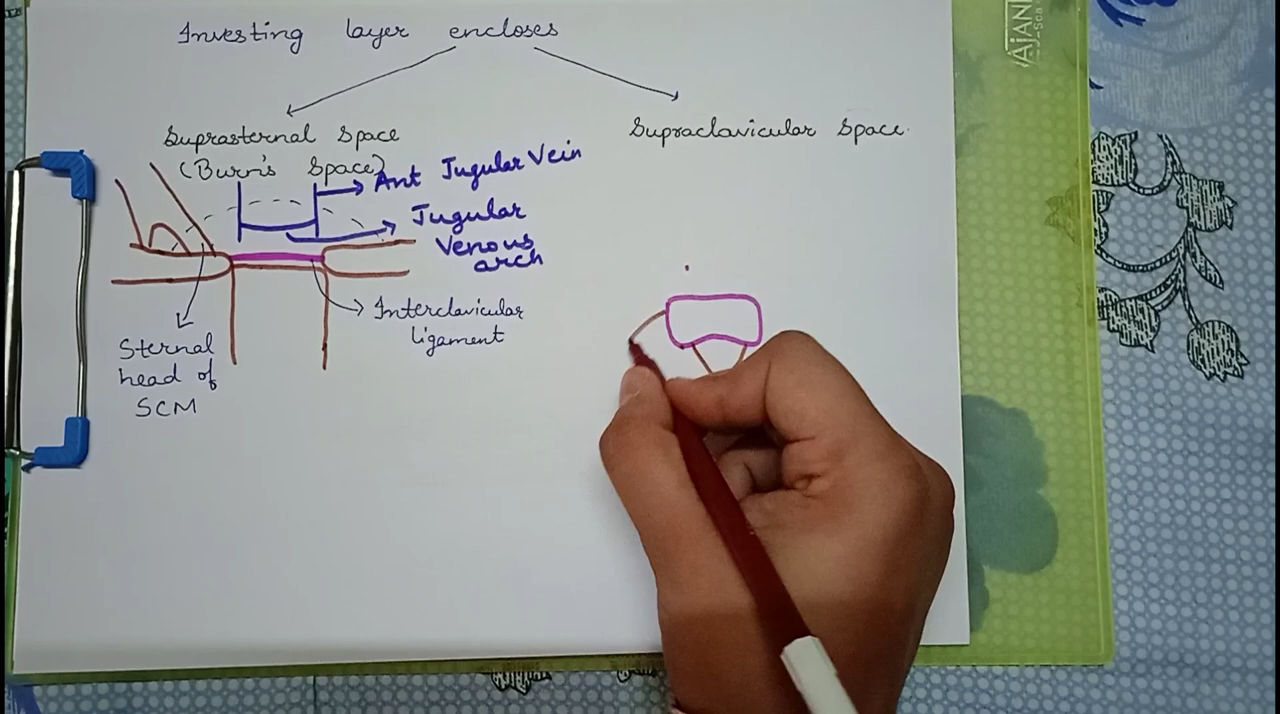 Investing layer encloses
Suprasternal Space
(Burn's Space)
Supraclavicular Space
Ant Jugular Vein
Jugular
Venous
arch
Interclavicular
ligament
Sternal
head of
SCM